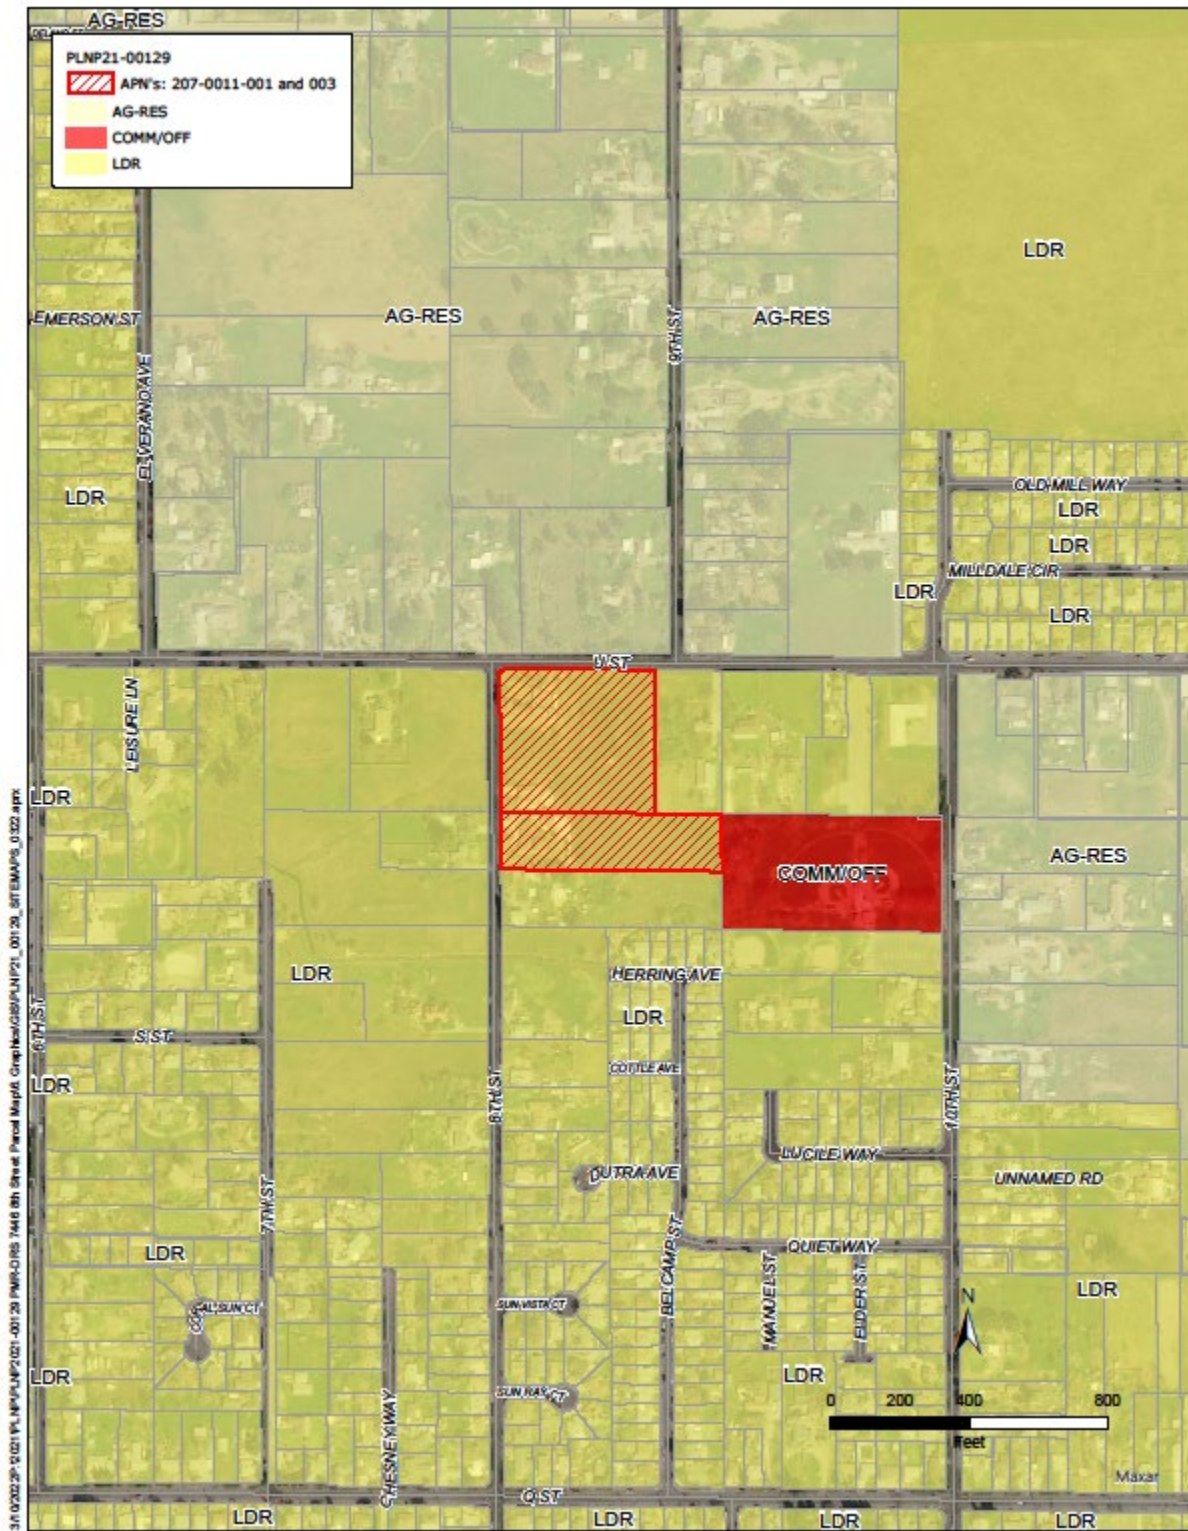 AG-RES
PLNP21-00129
APN's: 207-0011-001 and 003
AG-RES
COMM/OFF
LDR
LDR
EMERSON ST
AG-RES
9TH ST
AG-RES
EL VERANO AVE
LDR
OLD MILL WAY
LDR
LDR
MILLDALE CIR
LDR
LDR
U ST
LEISURE LN
LDR
AG-RES
COMM/OFF
LDR
HERRING AVE
LDR
6TH ST
S ST
LDR
COTTLE AVE
8TH ST
10TH ST
LUCILE WAY
DUTRA AVE
UNNAMED RD
7TH ST
LDR
BELCAMP ST
QUIET WAY
MANUEL ST
ELDER ST
LDR
CAL SUN CT
SUN VISTA CT
N
LDR
LDR
SUN RAY CT
CHESNEY WAY
0 200 400 800
Feet
Maxar
Q ST
LDR
LDR
LDR
LDR